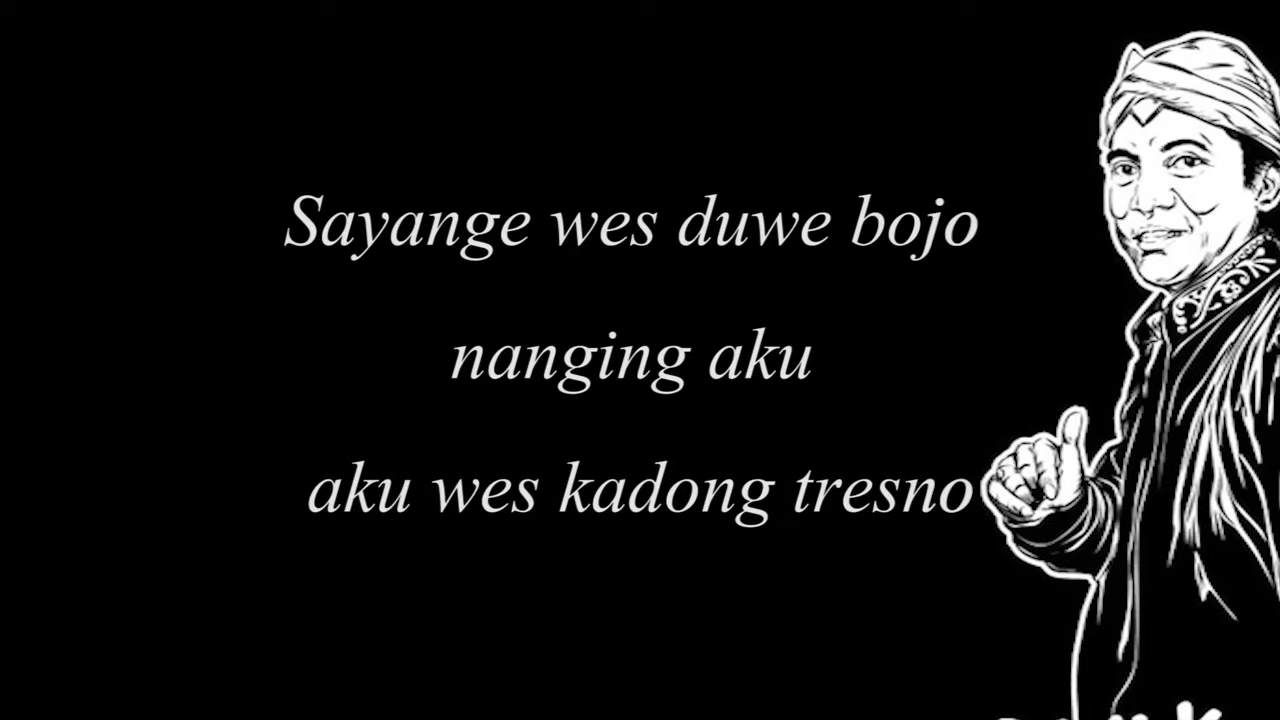 Sayange wes duwe bojo
nanging aku
aku wes kadong tresno